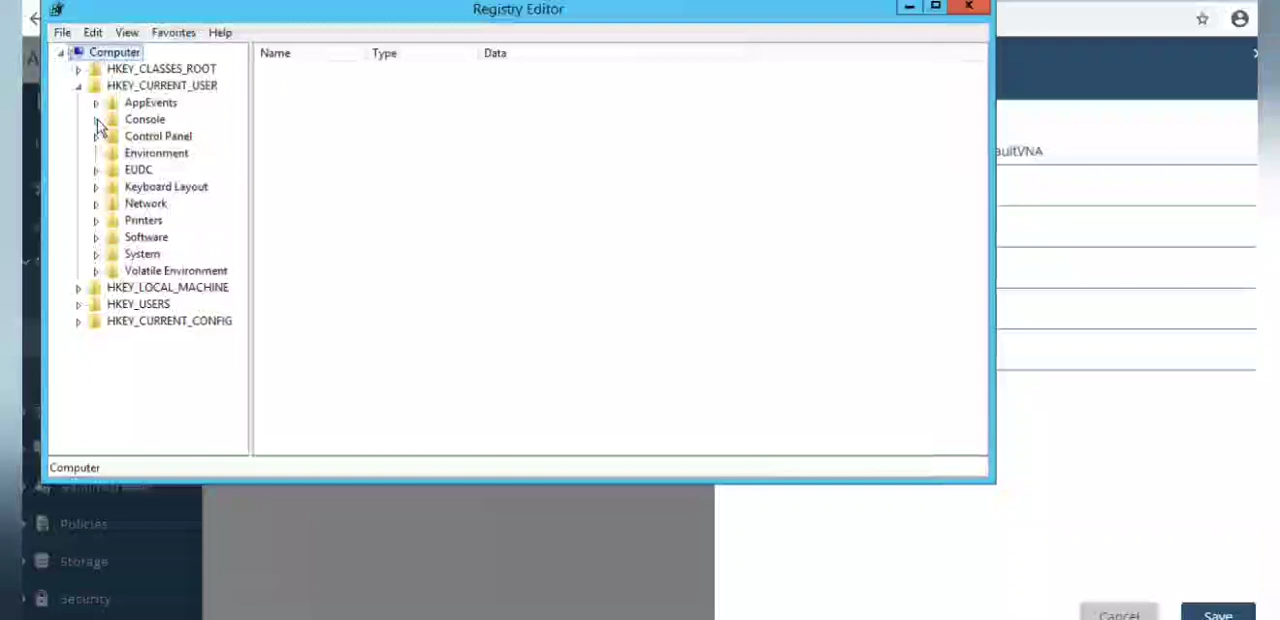 Registry Editor
File Edit View Favorites Help
Computer
Name Type Data
HKEY_CLASSES_ROOT
HKEY_CURRENT_USER
AppEvents
Console
Control Panel
Environment
EUDC
Keyboard Layout
Network
Printers
Software
System
Volatile Environment
HKEY_LOCAL_MACHINE
HKEY_USERS
HKEY_CURRENT_CONFIG
Computer
aultVNA
Policies
Storage
Security
Cancel Save